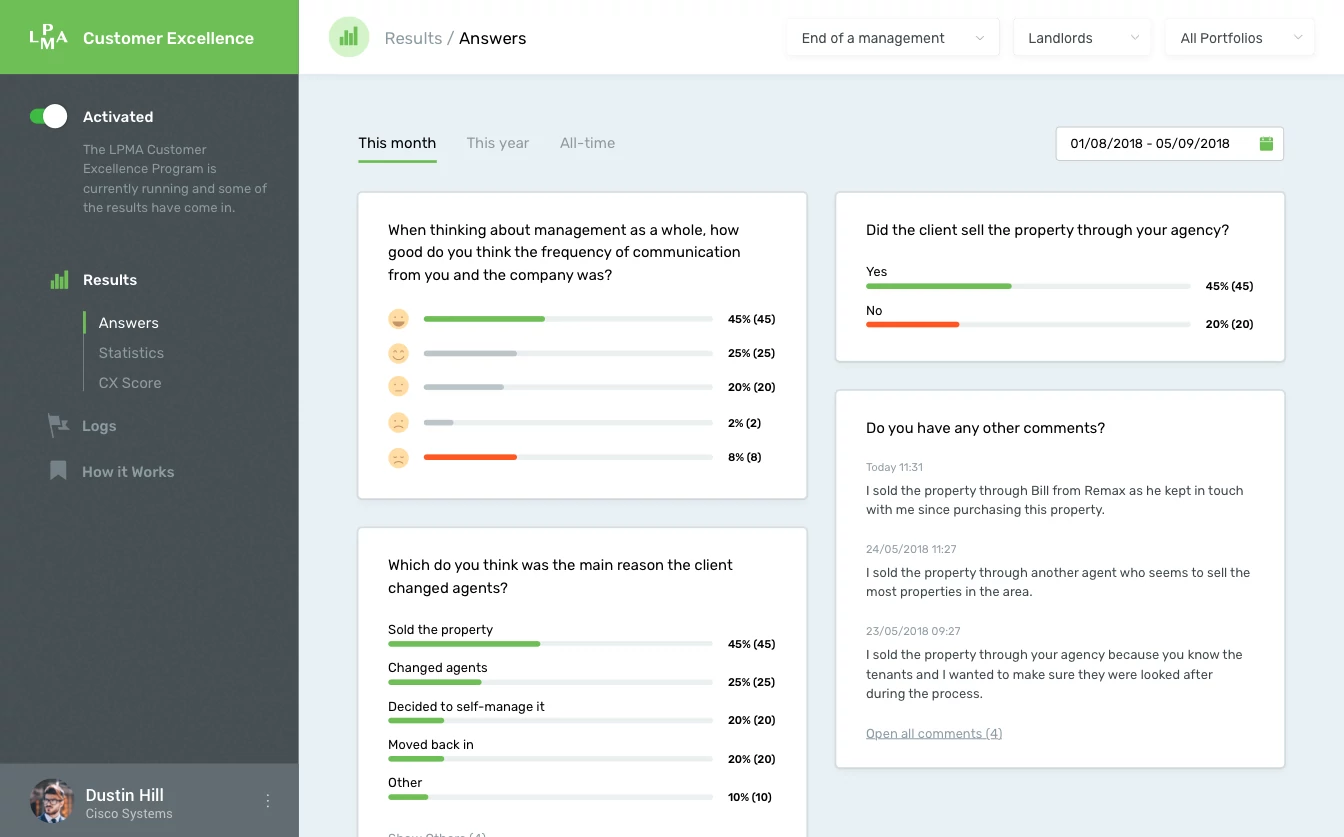 LPMA Customer Excellence
Results / Answers
End of a management
Landlords
All Portfolios
Activated
The LPMA Customer
Excellence Program is
currently running and some of
the results have come in.
Results
Answers
Statistics
CX Score
Logs
How it Works
Dustin Hill
Cisco Systems
This month
This year
All-time
01/08/2018 - 05/09/2018
When thinking about management as a whole, how
good do you think the frequency of communication
from you and the company was?
45% (45)
25% (25)
20% (20)
2% (2)
8% (8)
Which do you think was the main reason the client
changed agents?
Sold the property
45% (45)
Changed agents
25% (25)
Decided to self-manage it
20% (20)
Moved back in
20% (20)
Other
10% (10)
Show Others (4)
Did the client sell the property through your agency?
Yes
45% (45)
No
20% (20)
Do you have any other comments?
Today 11:31
I sold the property through Bill from Remax as he kept in touch
with me since purchasing this property.
24/05/2018 11:27
I sold the property through another agent who seems to sell the
most properties in the area.
23/05/2018 09:27
I sold the property through your agency because you know the
tenants and I wanted to make sure they were looked after
during the process.
Open all comments (4)